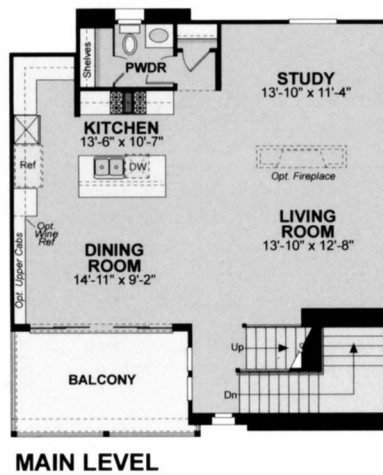 Shelves
PWDR
STUDY
13'-10" x 11'-4"
KITCHEN
13'-6" x 10'-7"
Ref
DW
Opt. Fireplace
Opt.
Wine
Ref
Opt. Upper Cabs
LIVING
ROOM
13'-10" x 12'-8"
DINING
ROOM
14'-11" x 9'-2"
Up
Dn
BALCONY
MAIN LEVEL